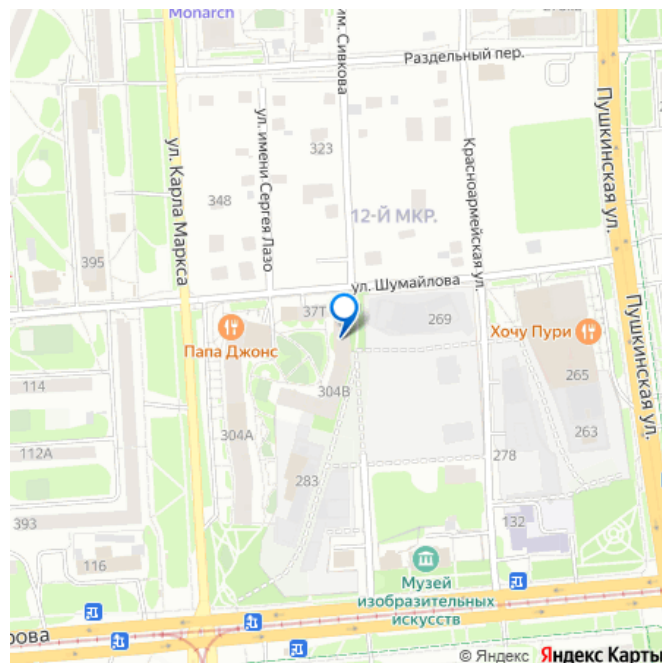 Monarch
им. Сивкова
Раздельный пер.
Пушкинская ул.
ул. Карла Маркса
ул. имени Сергея Лазо
323
Красноармейская ул.
348
12-Й МКР.
395
ул. Шумайлова
37Т
269
Хочу Пури
Папа Джонс
Пушкинская ул.
265
114
304В
304А
263
112А
278
283
393
132
116
Музей
изобразительных
искусств
рова
© Яндекс Яндекс Карты